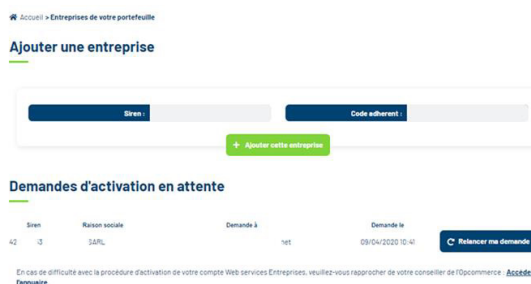 Accueil > Entreprises de votre portefeuille
Ajouter une entreprise
Siren : Code adherent :
+ Ajouter cette entreprise
Demandes d'activation en attente
Siren Raison sociale Demande à Demande le
42 SARL net 09/04/2020 10:41 Relancer ma demande
En cas de difficulté avec la procédure d'activation de votre compte Web services Entreprises, veuillez-vous rapprocher de votre conseiller de l'Opcommerce :
l'annuaire